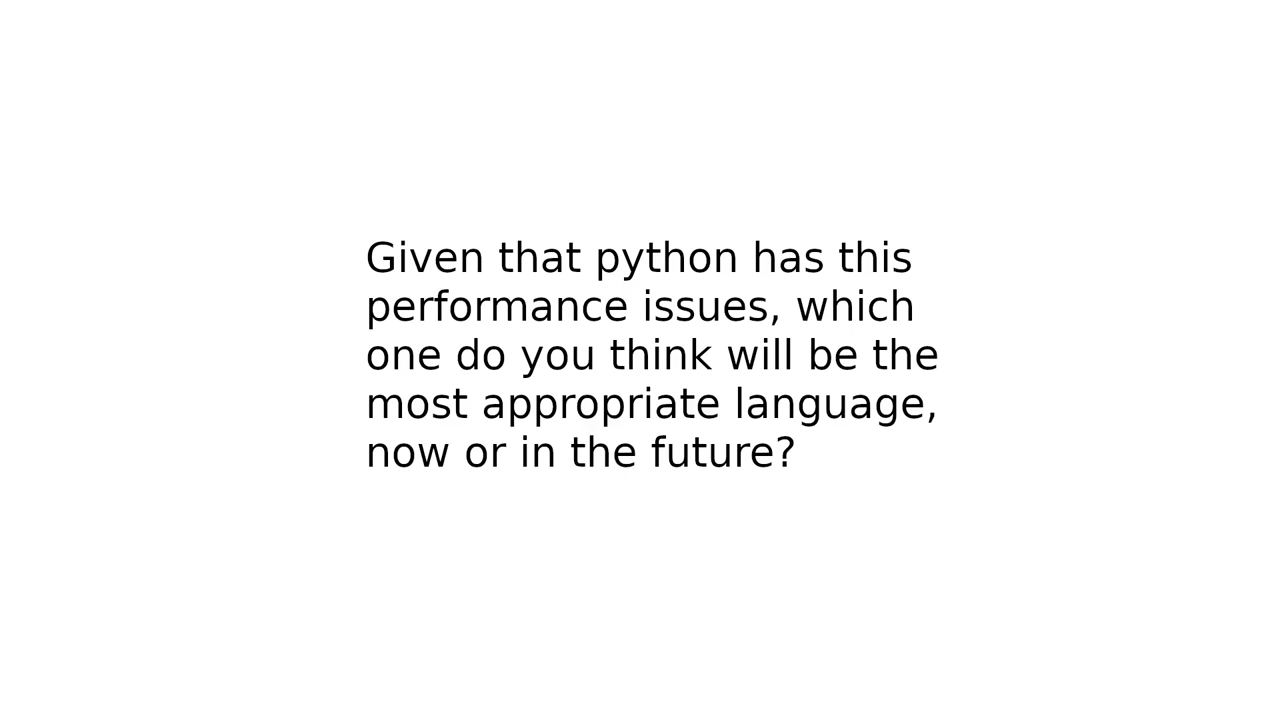 Given that python has this
performance issues, which
one do you think will be the
most appropriate language,
now or in the future?